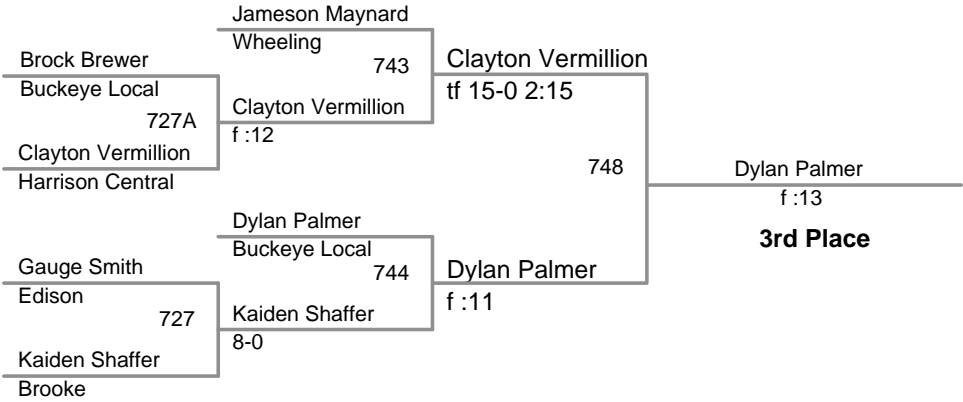 Jameson Maynard
Wheeling
Brock Brewer
743
Clayton Vermillion
Buckeye Local
tf 15-0 2:15
Clayton Vermillion
727A
f :12
Clayton Vermillion
748
Dylan Palmer
Harrison Central
f :13
Dylan Palmer
3rd Place
Buckeye Local
Gauge Smith
744
Dylan Palmer
Edison
f :11
727
Kaiden Shaffer
8-0
Kaiden Shaffer
Brooke